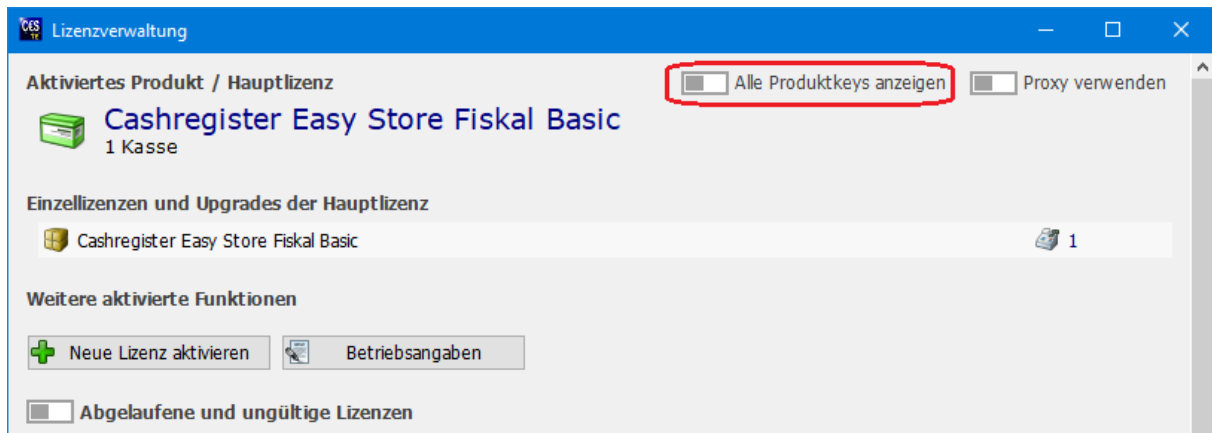 CES
Lizenzverwaltung
Aktiviertes Produkt / Hauptlizenz
Alle Produktkeys anzeigen
Proxy verwenden
Cashregister Easy Store Fiskal Basic
1 Kasse
Einzellizenzen und Upgrades der Hauptlizenz
Cashregister Easy Store Fiskal Basic 1
Weitere aktivierte Funktionen
Neue Lizenz aktivieren
Betriebsangaben
Abgelaufene und ungültige Lizenzen